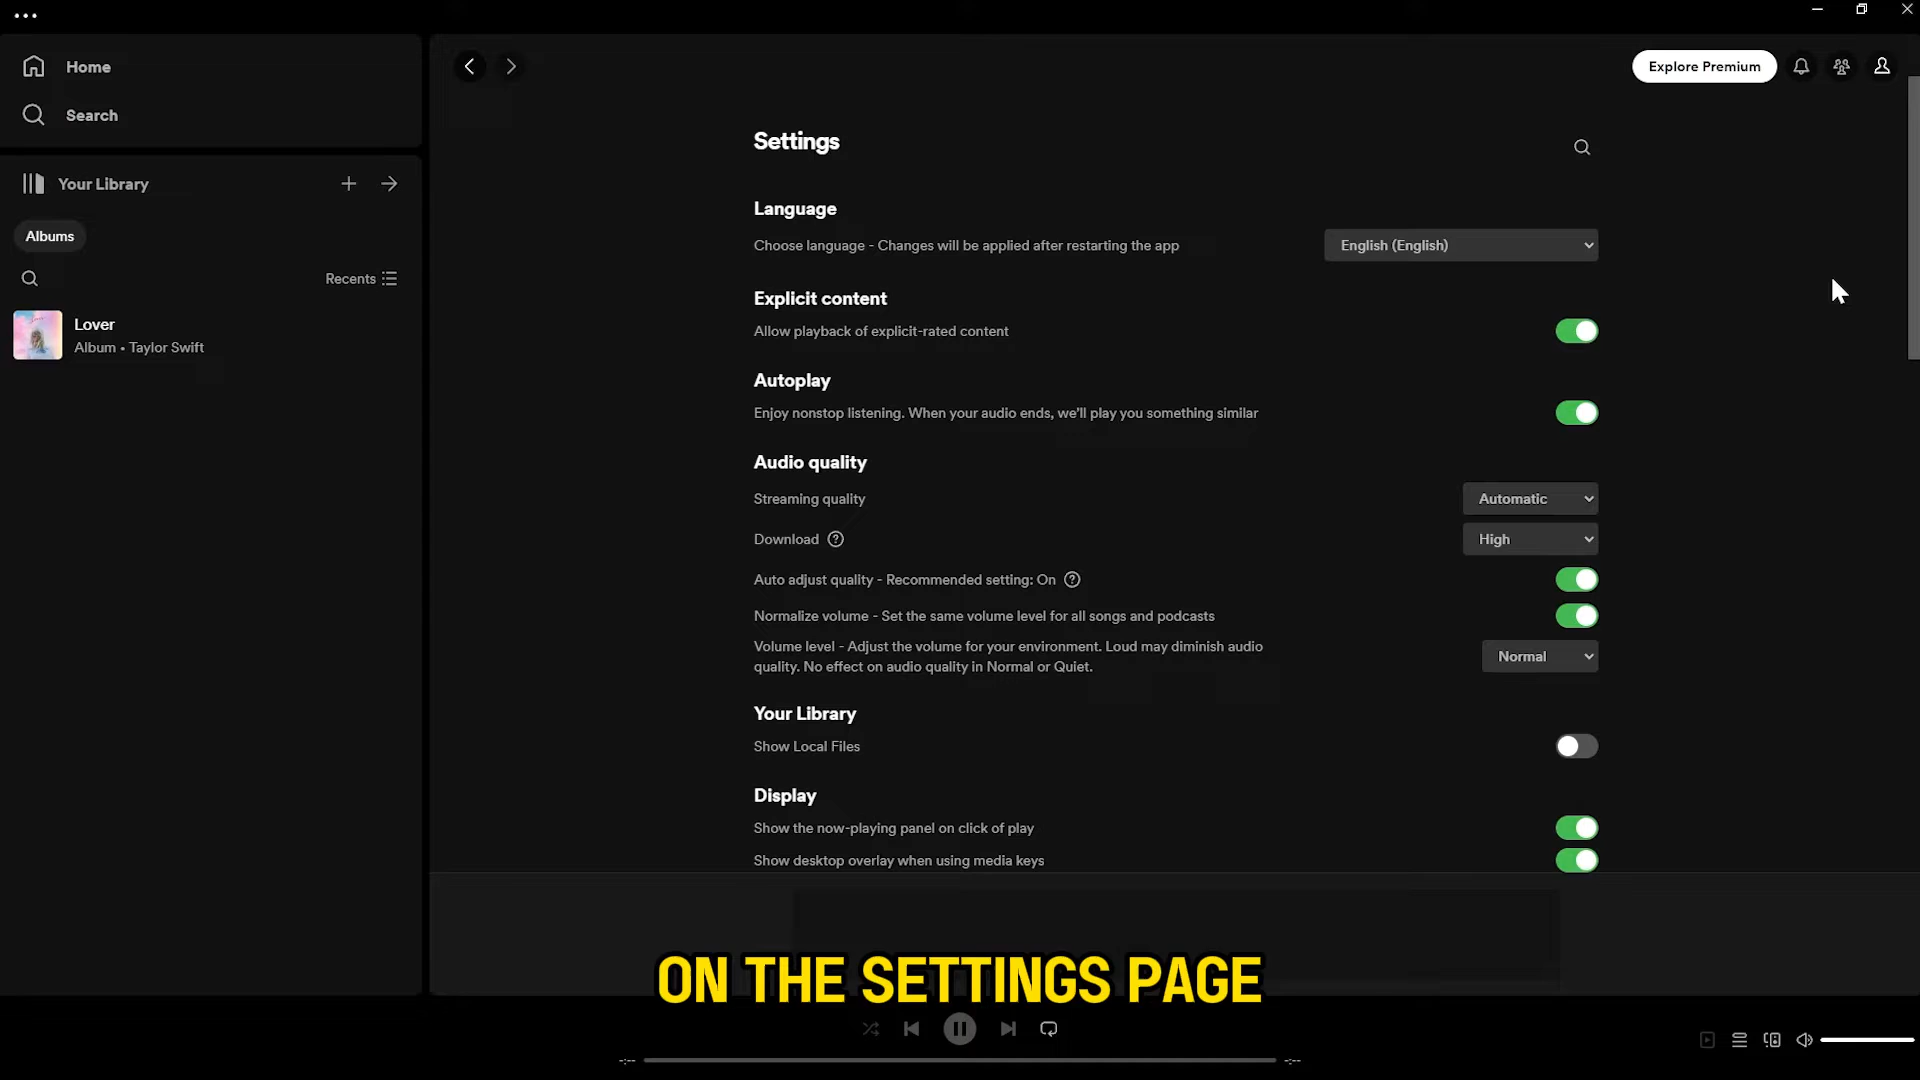 Home
Search
Your Library
Albums
Recents
Lover
Album • Taylor Swift
Explore Premium
Settings
Language
Choose language - Changes will be applied after restarting the app
English (English)
Explicit content
Allow playback of explicit-rated content
Autoplay
Enjoy nonstop listening. When your audio ends, we'll play you something similar
Audio quality
Streaming quality
Automatic
Download
High
Auto adjust quality - Recommended setting: On
Normalize volume - Set the same volume level for all songs and podcasts
Volume level - Adjust the volume for your environment. Loud may diminish audio
quality. No effect on audio quality in Normal or Quiet.
Normal
Your Library
Show Local Files
Display
Show the now-playing panel on click of play
Show desktop overlay when using media keys
ON THE SETTINGS PAGE
-:--
-:--